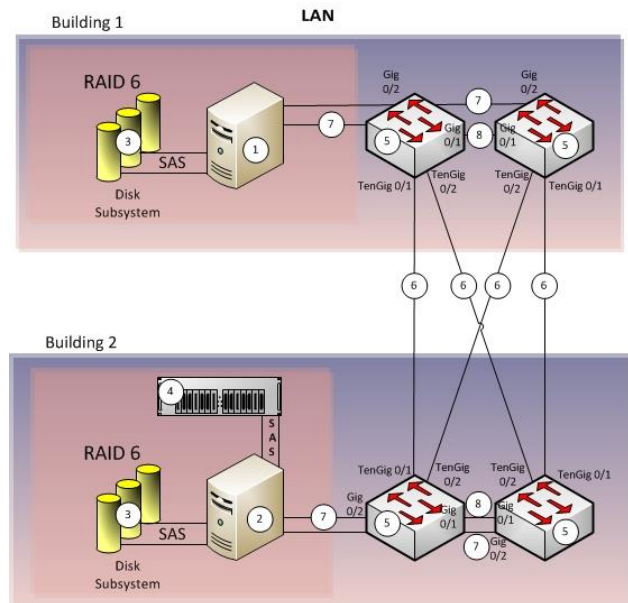 LAN
Building 1
RAID 6
3
SAS
Disk
Subsystem
1
7
7
Gig
0/2
5
Gig
0/1
8
Gig
0/1
Gig
0/2
5
TenGig 0/1
TenGig
0/2
TenGig
0/2
TenGig 0/1
6
6
6
6
Building 2
4
SAS
RAID 6
3
SAS
Disk
Subsystem
2
7
Gig
0/2
TenGig 0/1
TenGig
0/2
5
Gig
0/1
8
7
Gig
0/1
Gig
0/2
TenGig
0/2
TenGig 0/1
5